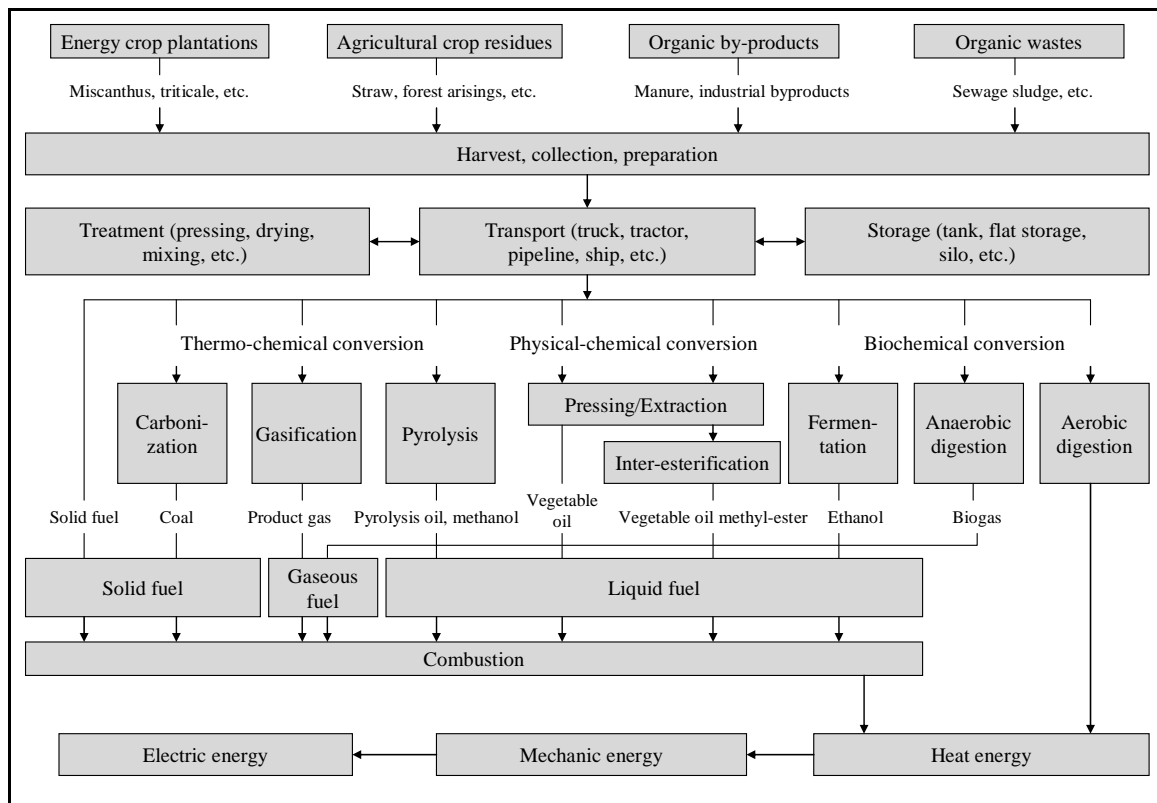 Energy crop plantations
Agricultural crop residues
Organic by-products
Organic wastes
Miscanthus, triticale, etc.
Straw, forest arisings, etc.
Manure, industrial byproducts
Sewage sludge, etc.
Harvest, collection, preparation
Treatment (pressing, drying,
mixing, etc.)
Transport (truck, tractor,
pipeline, ship, etc.)
Storage (tank, flat storage,
silo, etc.)
Thermo-chemical conversion
Physical-chemical conversion
Biochemical conversion
Carboni-
zation
Gasification
Pyrolysis
Pressing/Extraction
Inter-esterification
Fermen-
tation
Anaerobic
digestion
Aerobic
digestion
Solid fuel
Coal
Product gas
Pyrolysis oil, methanol
Vegetable
oil
Vegetable oil methyl-ester
Ethanol
Biogas
Solid fuel
Gaseous
fuel
Liquid fuel
Combustion
Electric energy
Mechanic energy
Heat energy